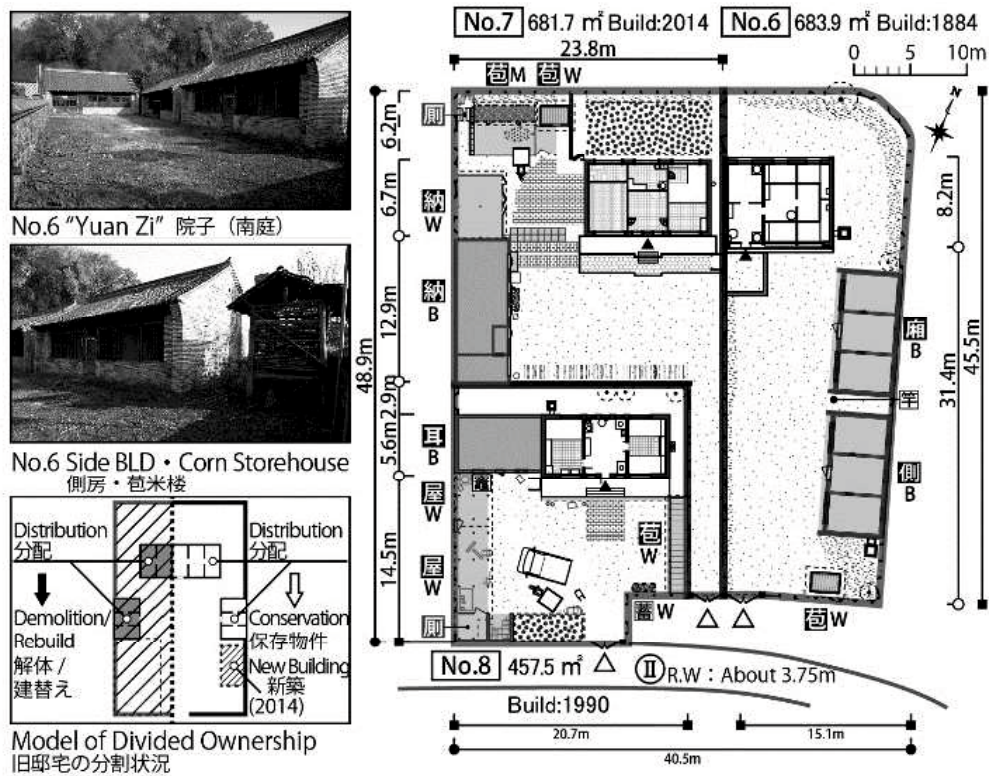 No.6 "Yuan Zi" 院子（南庭）
No.6 Side BLD・Corn Storehouse
側房・苞米楼
Distribution
分配
Distribution
分配
Demolition/
Rebuild
解体 /
建替え
Conservation
保存物件
New Building
新築
(2014)
Model of Divided Ownership
旧邸宅の分割状況
No.7 681.7 ㎡ Build:2014
No.6 683.9 ㎡ Build:1884
23.8m
0 5 10m
苞M 苞W
N
厠
6.2m
6.7m
納
W
8.2m
納
B
12.9m
48.9m
廂
B
31.4m
45.5m
2.9m
竿
耳
B
5.6m
側
B
屋
W
苞
W
14.5m
屋
W
厠
蓄W
苞
W
No.8 457.5 ㎡
Ⅱ R.W : About 3.75m
Build:1990
20.7m
15.1m
40.5m